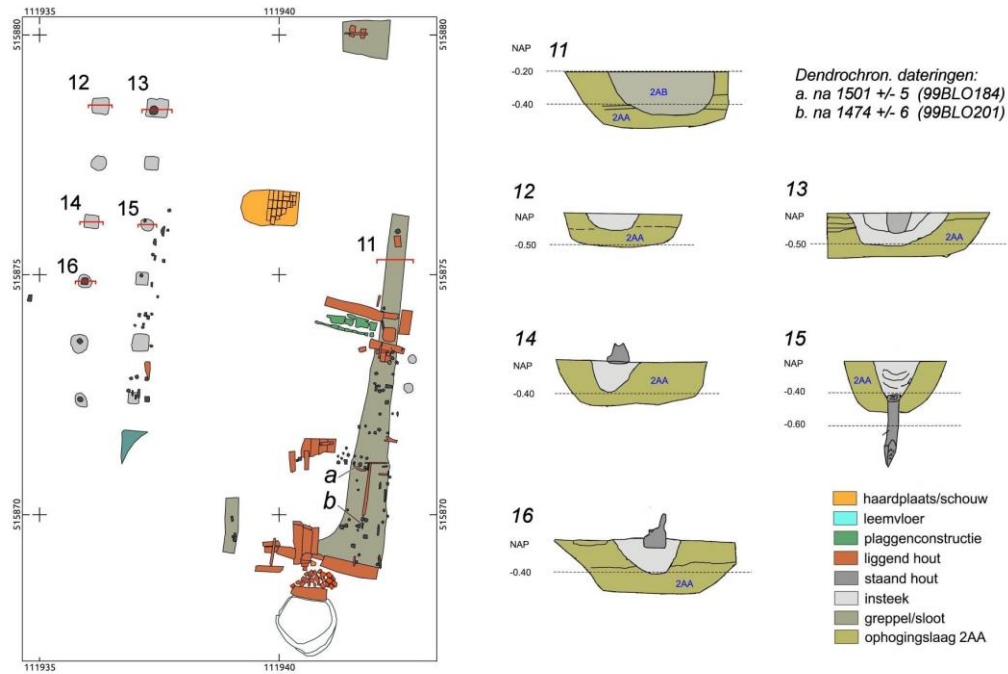 111935
111940
515880
515880
12
13
14
15
16
11
515875
515875
a
b
515870
515870
111935
111940
NAP
11
-0.20
-0.40
2AB
2AA
Dendrochron. dateringen:
a. na 1501 +/- 5 (99BLO184)
b. na 1474 +/- 6 (99BLO201)
12
NAP
-0.50
2AA
13
NAP
-0.50
2AA
14
NAP
-0.40
2AA
15
NAP
-0.40
-0.60
2AA
16
NAP
-0.40
2AA
haardplaats/schouw
leemvloer
plaggenconstructie
liggend hout
staand hout
insteek
greppel/sloot
ophogingslaag 2AA